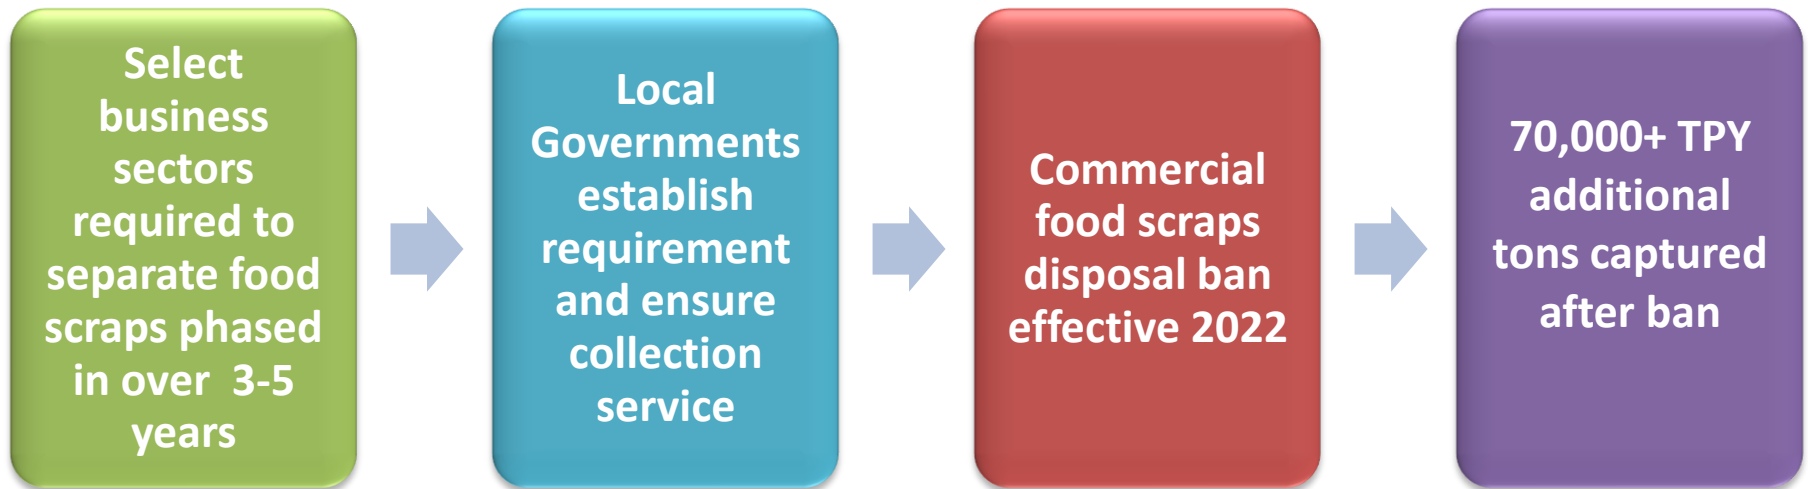 Select
business
sectors
required to
separate food
scraps phased
in over 3-5
years
Local
Governments
establish
requirement
and ensure
collection
service
Commercial
food scraps
disposal ban
effective 2022
70,000+ TPY
additional
tons captured
after ban